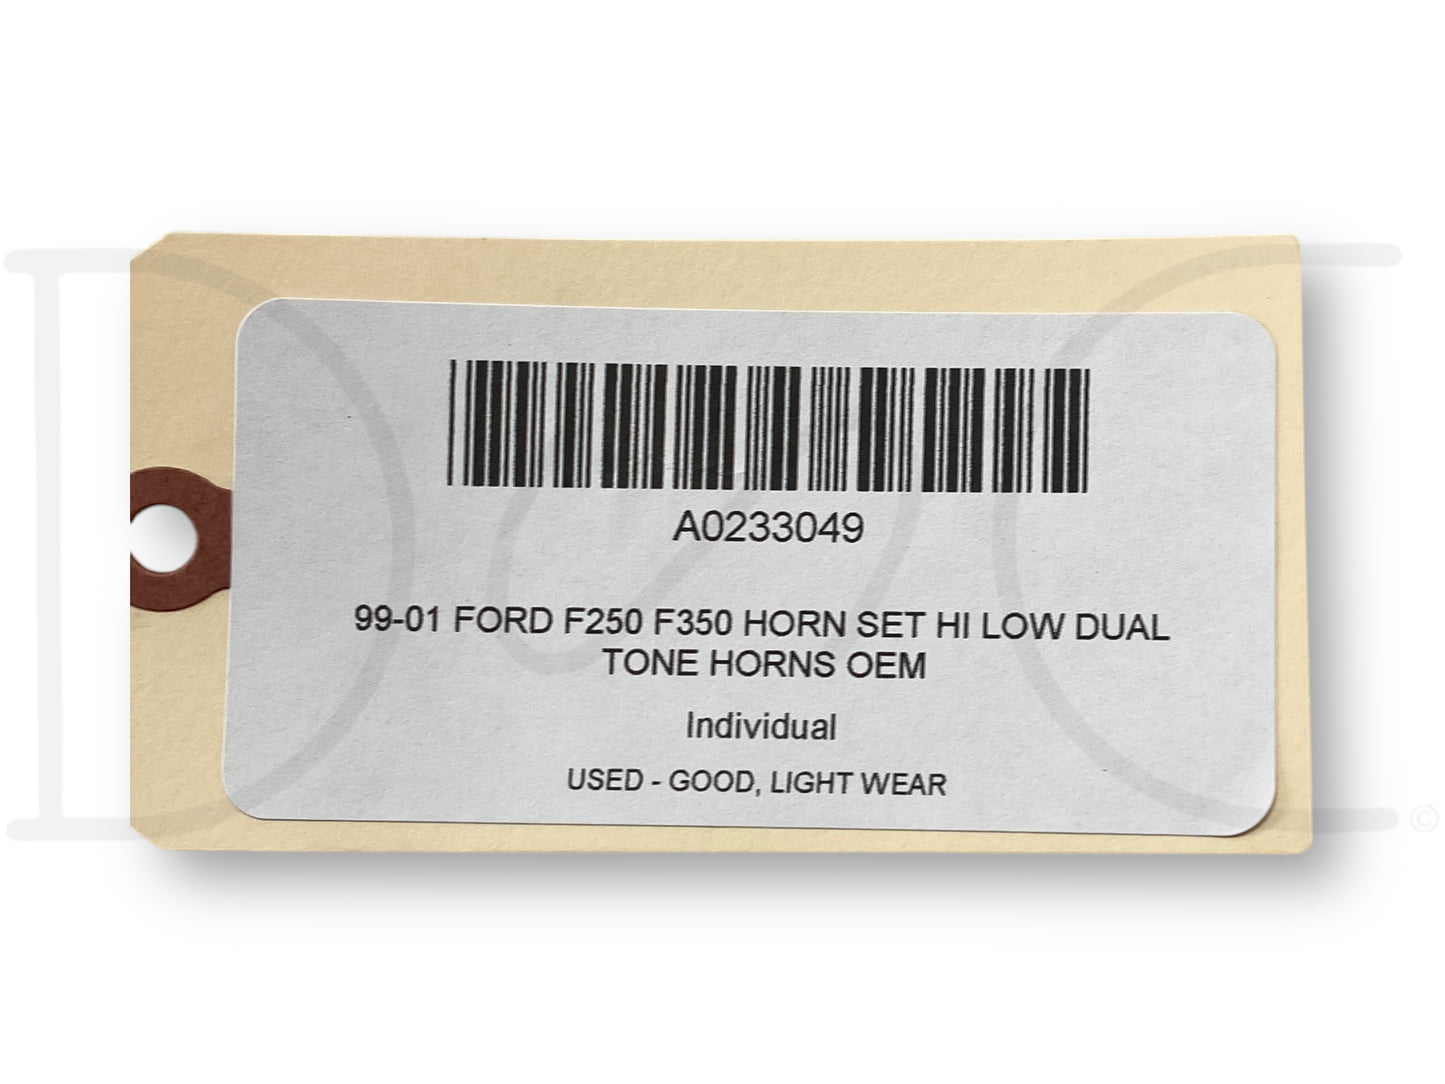 A0233049
99-01 FORD F250 F350 HORN SET HI LOW DUAL
TONE HORNS OEM
Individual
USED - GOOD, LIGHT WEAR
©